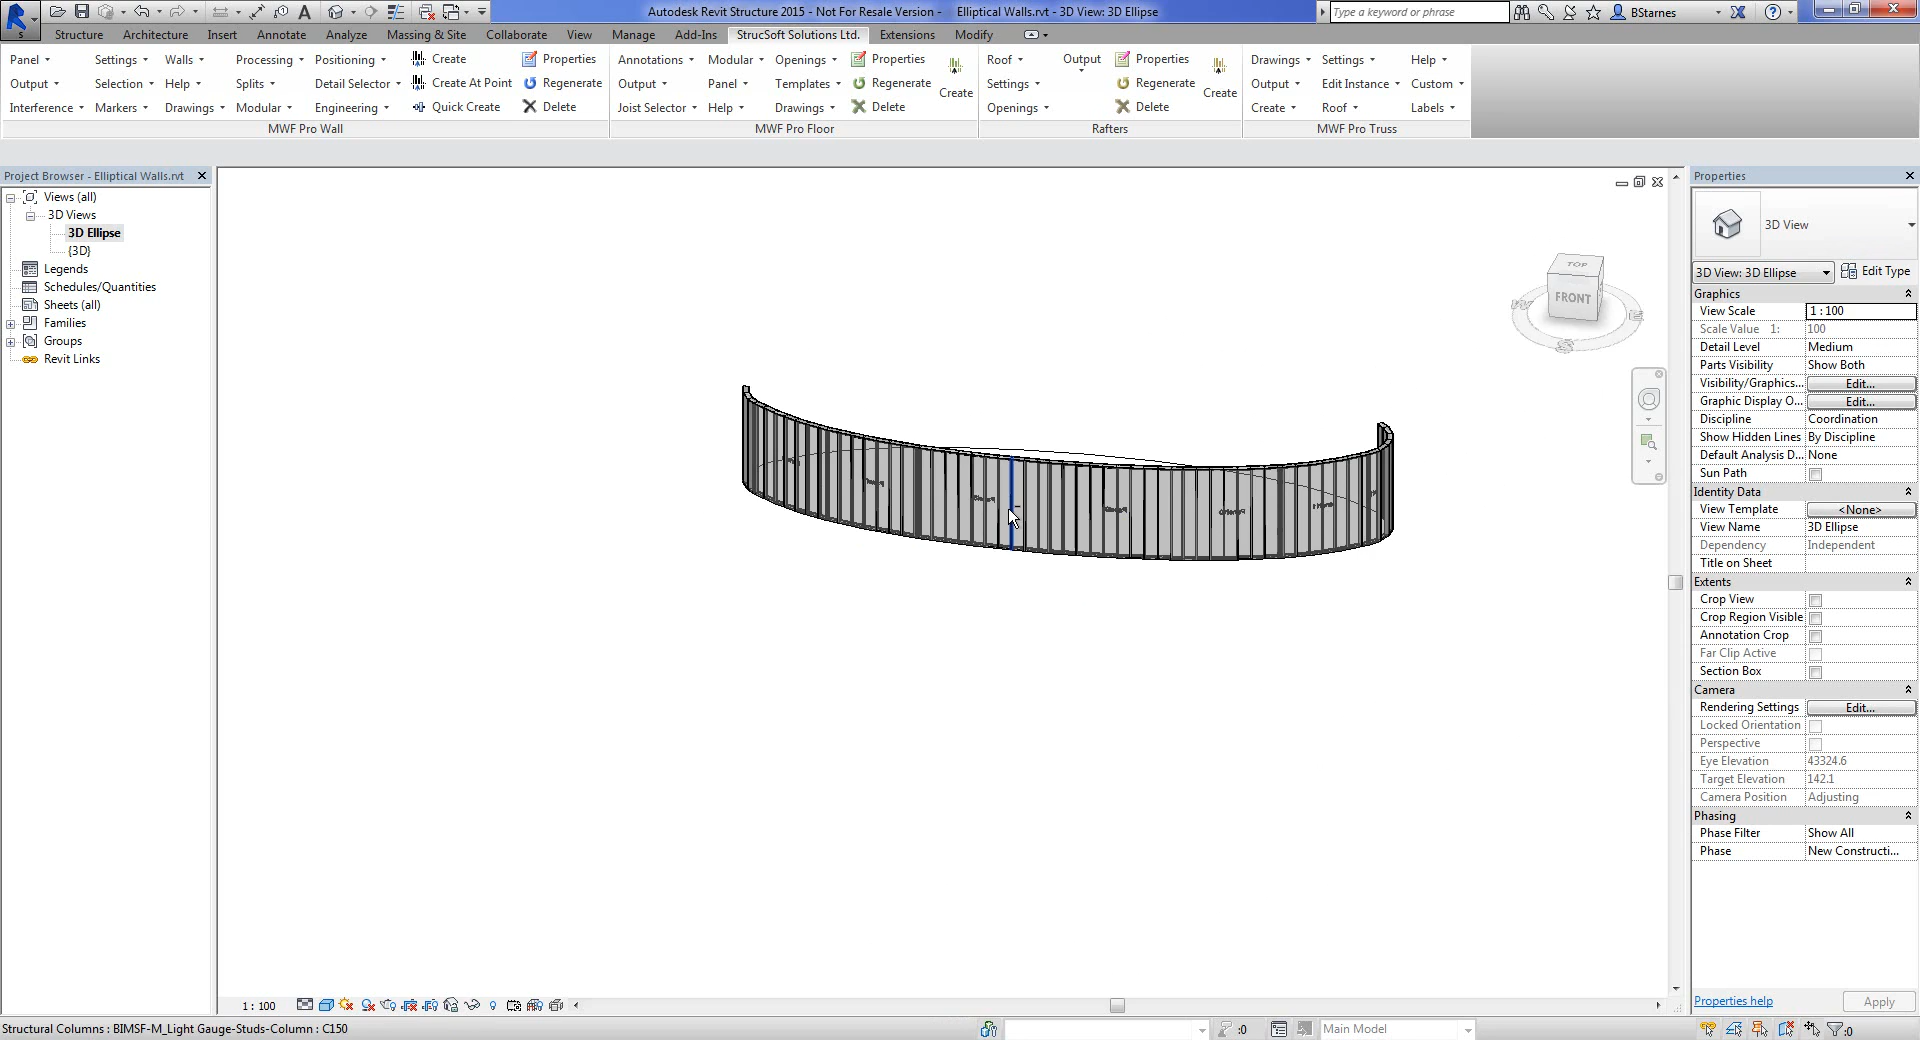 Autodesk Revit Structure 2015 - Not For Resale Version - Elliptical Walls.rvt - 3D View: 3D Ellipse
Type a keyword or phrase
BStarnes
Structure Architecture Insert Annotate Analyze Massing & Site Collaborate View Manage Add-Ins StrucSoft Solutions Ltd. Extensions Modify
Panel Settings Walls Processing Positioning Create Properties Annotations Modular Openings Properties Roof Output Properties Drawings Settings Help
Output Selection Help Splits Detail Selector Create At Point Regenerate Output Panel Templates Regenerate Create Settings Regenerate Create Output Edit Instance Custom
Interference Markers Drawings Modular Engineering Quick Create Delete Joist Selector Help Drawings Delete Openings Delete Create Roof Labels
MWF Pro Wall MWF Pro Floor Rafters MWF Pro Truss
Project Browser - Elliptical Walls.rvt
Views (all)
3D Views
3D Ellipse
{3D}
Legends
Schedules/Quantities
Sheets (all)
Families
Groups
Revit Links
TOP
FRONT
Properties
3D View
3D View: 3D Ellipse Edit Type
Graphics
View Scale 1 : 100
Scale Value 1: 100
Detail Level Medium
Parts Visibility Show Both
Visibility/Graphics... Edit...
Graphic Display O... Edit...
Discipline Coordination
Show Hidden Lines By Discipline
Default Analysis D... None
Sun Path
Identity Data
View Template <None>
View Name 3D Ellipse
Dependency Independent
Title on Sheet
Extents
Crop View
Crop Region Visible
Annotation Crop
Far Clip Active
Section Box
Camera
Rendering Settings Edit...
Locked Orientation
Perspective
Eye Elevation 43324.6
Target Elevation 142.1
Camera Position Adjusting
Phasing
Phase Filter Show All
Phase New Constructi...
Properties help Apply
1 : 100
Structural Columns : BIMSF-M_Light Gauge-Studs-Column : C150
:0
Main Model
:0